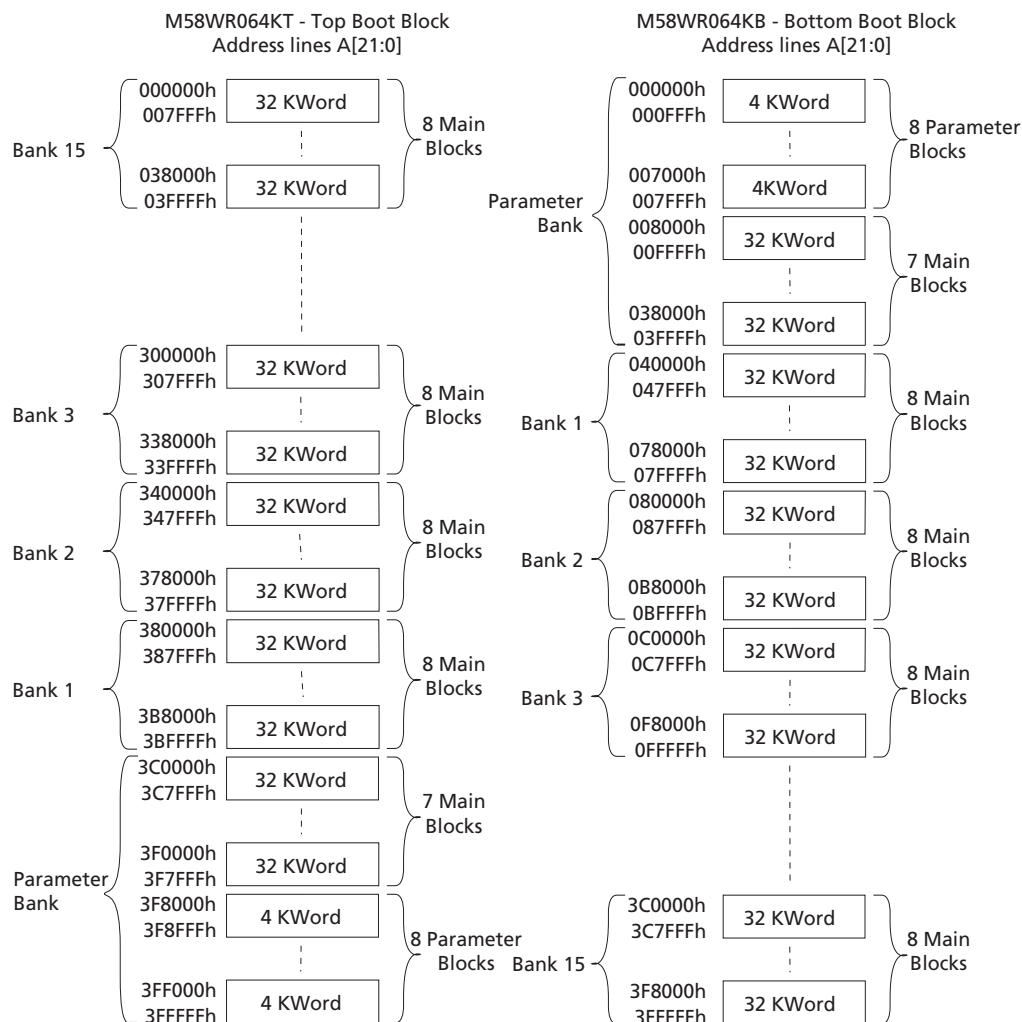 M58WR064KT - Top Boot Block
Address lines A[21:0]
000000h
007FFFh
32 KWord
Bank 15
8 Main
Blocks
038000h
03FFFFh
32 KWord
300000h
307FFFh
32 KWord
Bank 3
8 Main
Blocks
338000h
33FFFFh
32 KWord
340000h
347FFFh
32 KWord
Bank 2
8 Main
Blocks
378000h
37FFFFh
32 KWord
380000h
387FFFh
32 KWord
Bank 1
8 Main
Blocks
3B8000h
3BFFFFh
32 KWord
3C0000h
3C7FFFh
32 KWord
7 Main
Blocks
3F0000h
3F7FFFh
32 KWord
Parameter
Bank
3F8000h
3F8FFFh
4 KWord
8 Parameter
Blocks
3FF000h
3FFFFFh
4 KWord
M58WR064KB - Bottom Boot Block
Address lines A[21:0]
000000h
000FFFh
4 KWord
8 Parameter
Blocks
007000h
007FFFh
4KWord
Parameter
Bank
008000h
00FFFFh
32 KWord
7 Main
Blocks
038000h
03FFFFh
32 KWord
040000h
047FFFh
32 KWord
Bank 1
8 Main
Blocks
078000h
07FFFFh
32 KWord
080000h
087FFFh
32 KWord
Bank 2
8 Main
Blocks
0B8000h
0BFFFFh
32 KWord
0C0000h
0C7FFFh
32 KWord
Bank 3
8 Main
Blocks
0F8000h
0FFFFFh
32 KWord
3C0000h
3C7FFFh
32 KWord
Bank 15
8 Main
Blocks
3F8000h
3FFFFFh
32 KWord